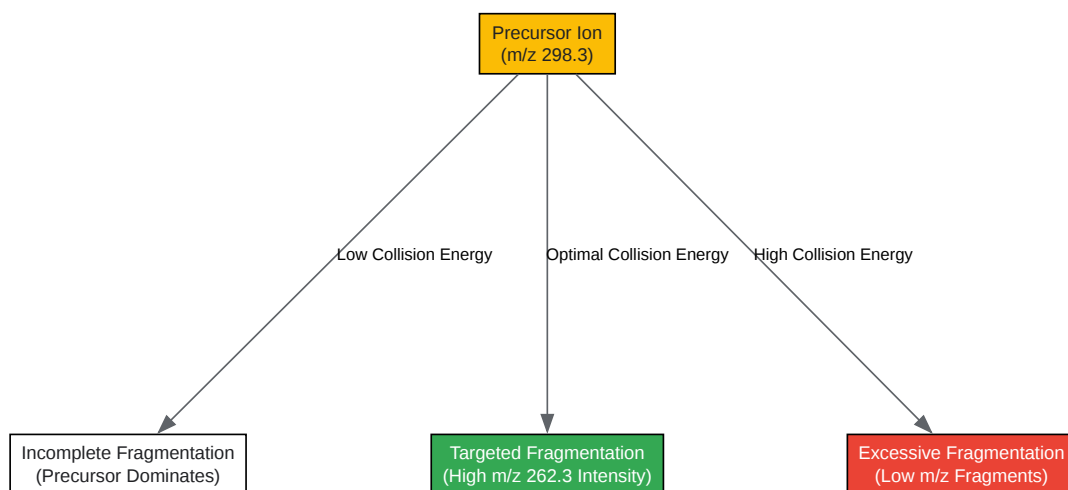 Precursor Ion
(m/z 298.3)
Low Collision Energy
Optimal Collision Energy
High Collision Energy
Incomplete Fragmentation
(Precursor Dominates)
Targeted Fragmentation
(High m/z 262.3 Intensity)
Excessive Fragmentation
(Low m/z Fragments)